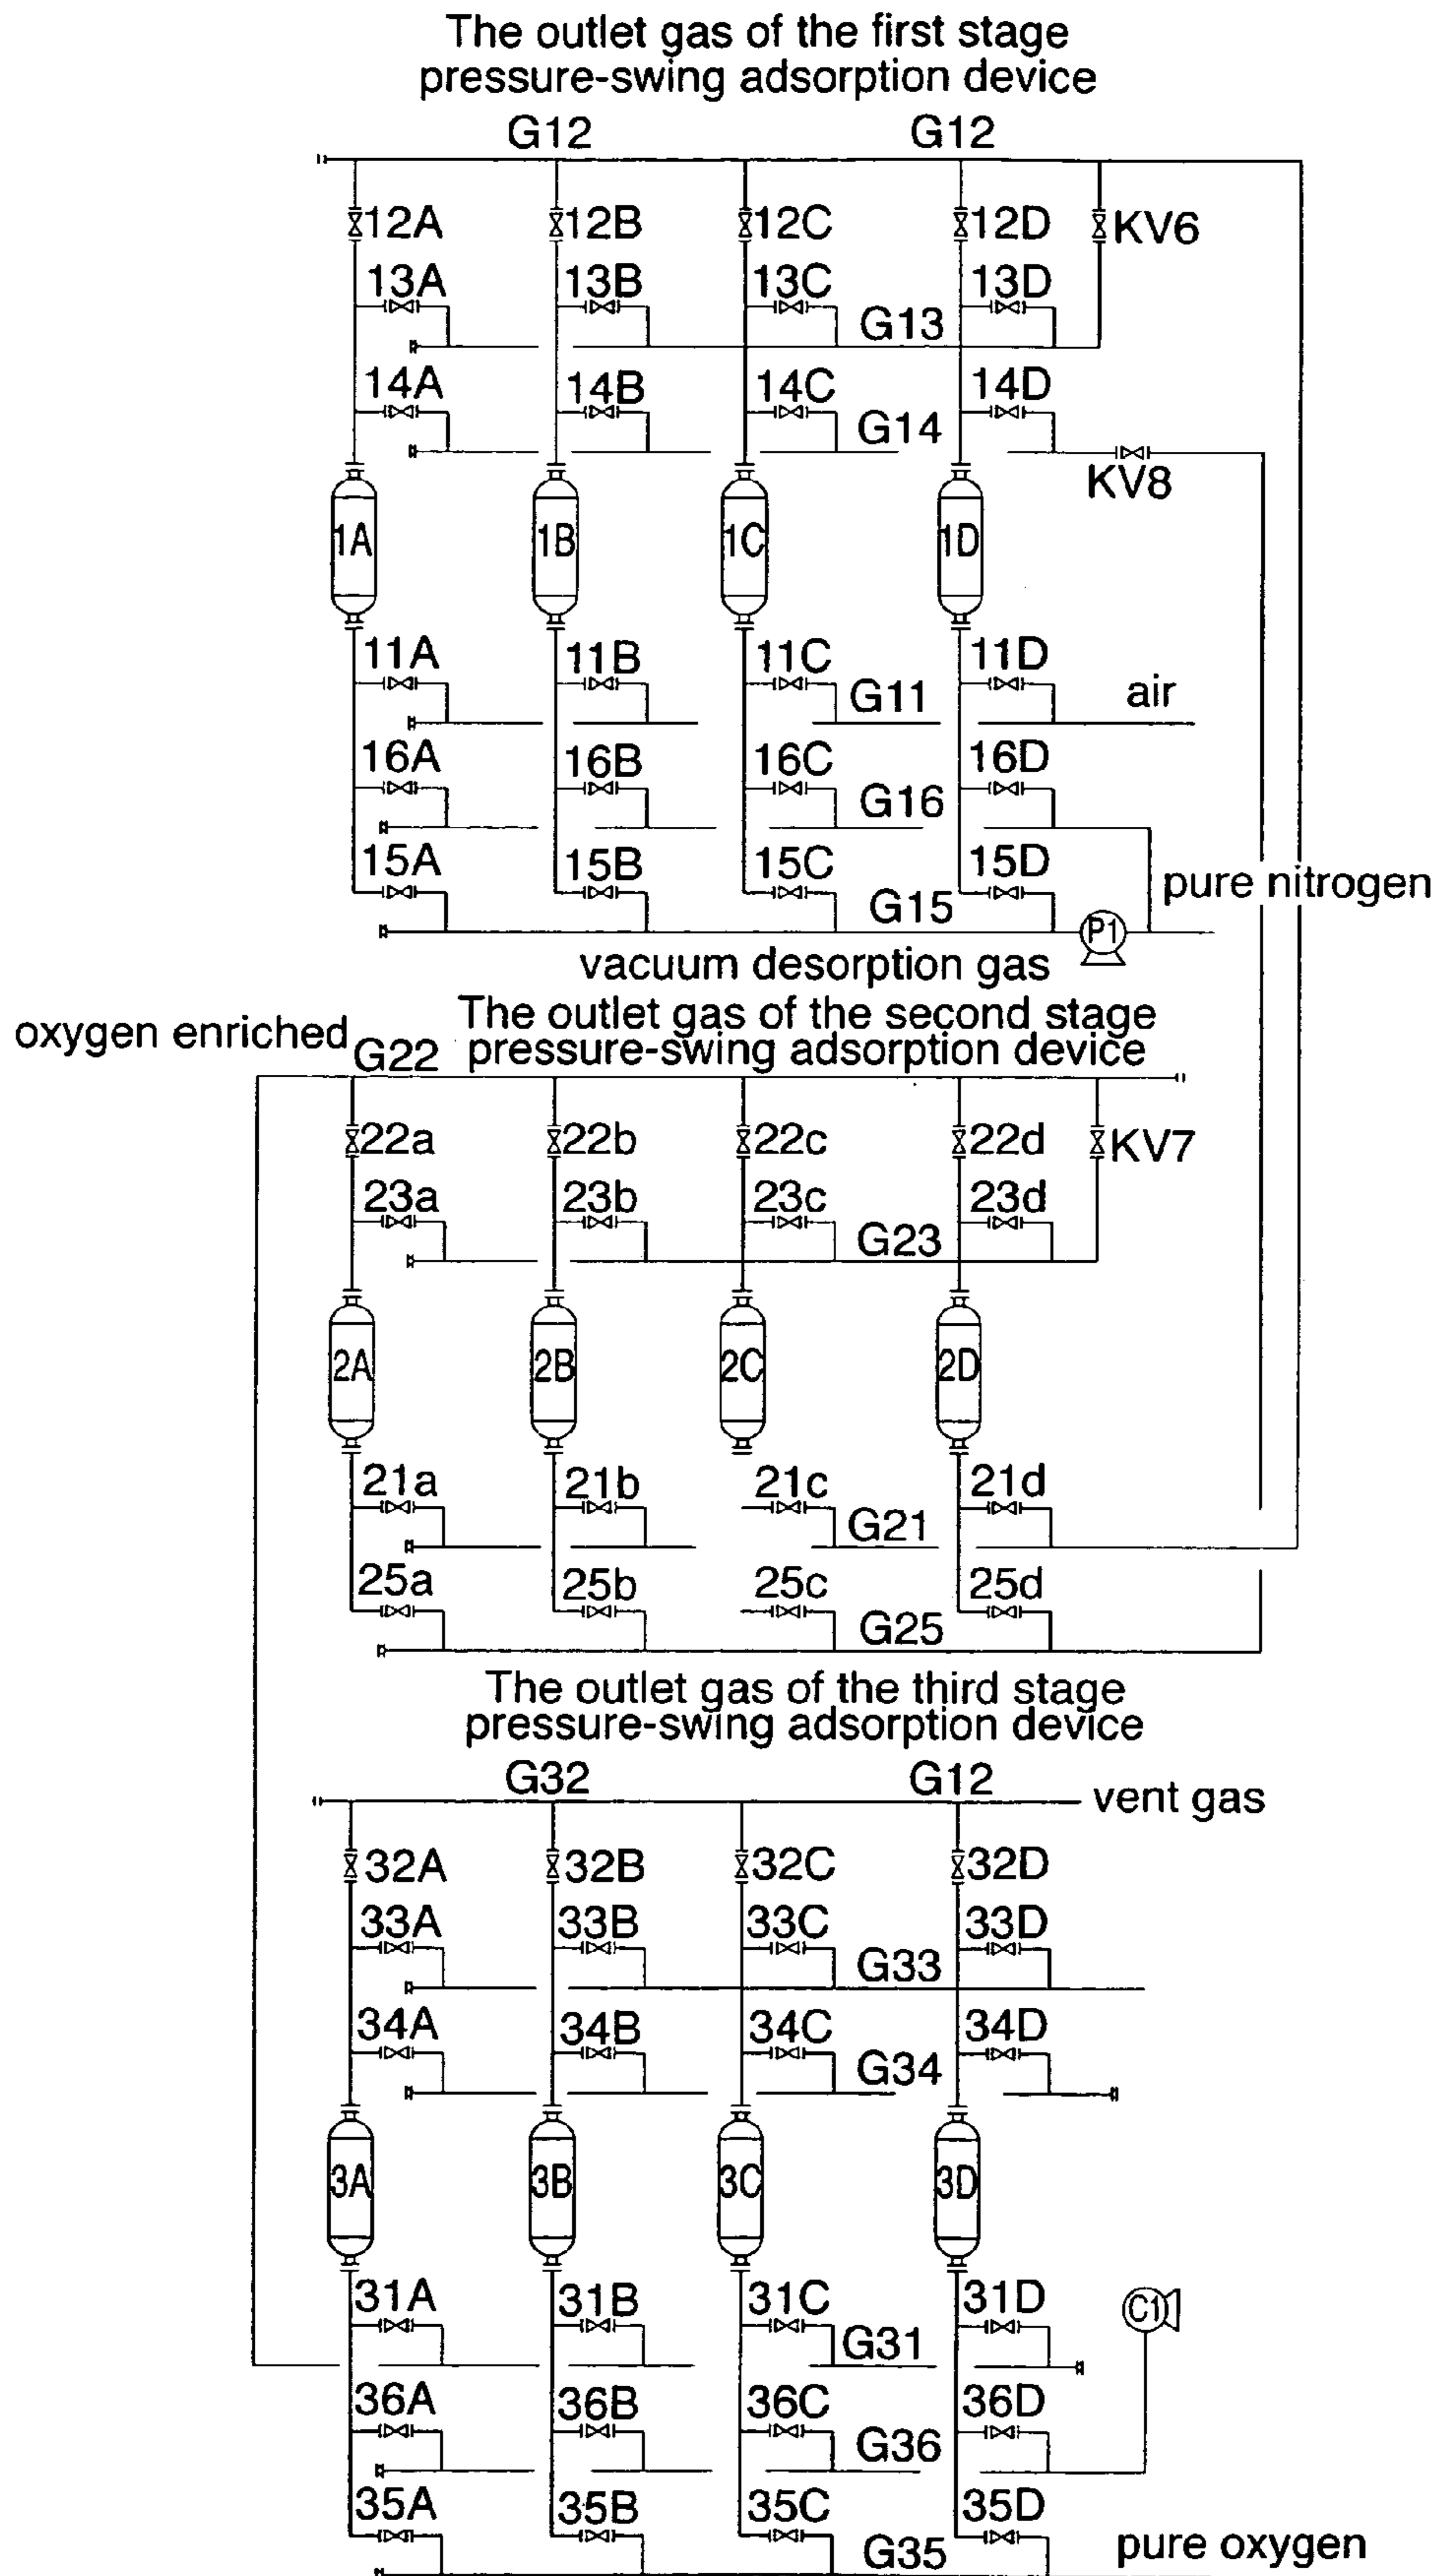 The outlet gas of the first stage
pressure-swing adsorption device
G12 G12
12A 12B 12C 12D KV6
13A 13B 13C 13D
G13
14A 14B 14C 14D
G14
KV8
1A 1B 1C 1D
11A 11B 11C 11D
G11 air
16A 16B 16C 16D
G16
15A 15B 15C 15D
pure nitrogen
G15 P1
vacuum desorption gas
The outlet gas of the second stage
oxygen enriched
G22 pressure-swing adsorption device
22a 22b 22c 22d KV7
23a 23b 23c 23d
G23
2A 2B 2C 2D
21a 21b 21c 21d
G21
25a 25b 25c 25d
G25
The outlet gas of the third stage
pressure-swing adsorption device
G32 G12
vent gas
32A 32B 32C 32D
33A 33B 33C 33D
G33
34A 34B 34C 34D
G34
3A 3B 3C 3D
31A 31B 31C 31D
C1
G31
36A 36B 36C 36D
G36
35A 35B 35C 35D
G35 pure oxygen